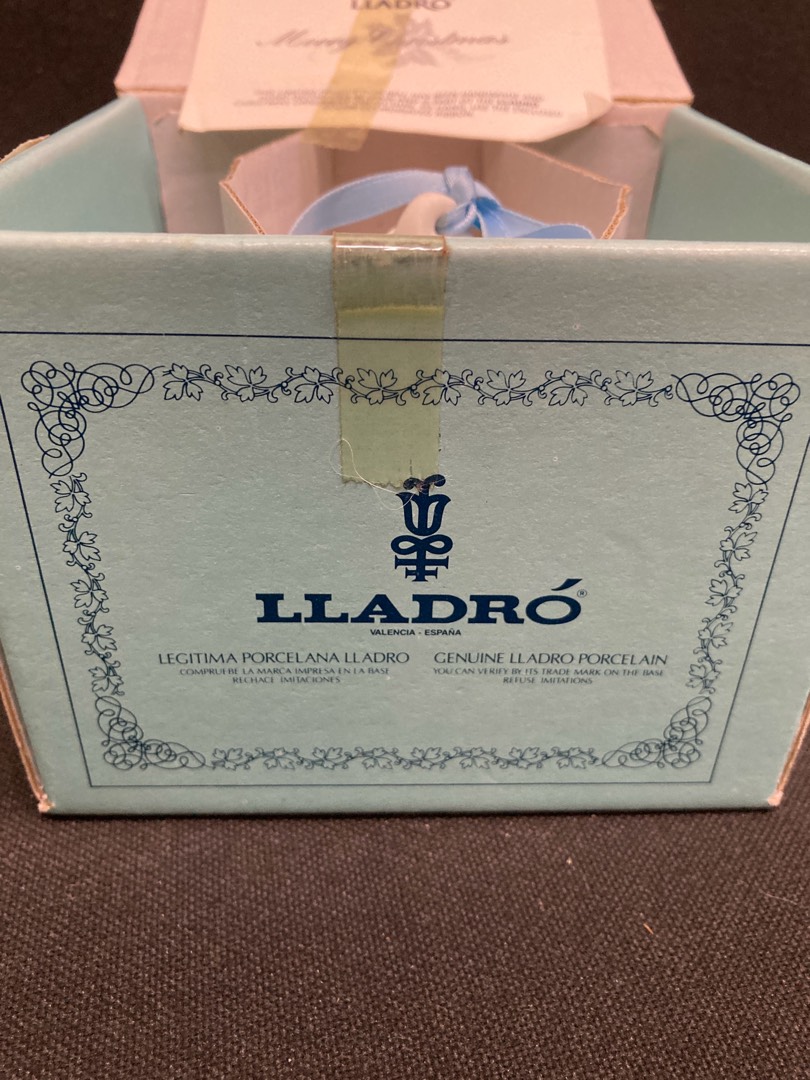 LLADRÓ
Merry Christmas
LLADRÓ®
VALENCIA - ESPAÑA
LEGITIMA PORCELANA LLADRO
COMPRUEBE LA MARCA IMPRESA EN LA BASE
RECHACE IMITACIONES
GENUINE LLADRO PORCELAIN
YOU CAN VERIFY BY ITS TRADE MARK ON THE BASE
REFUSE IMITATIONS